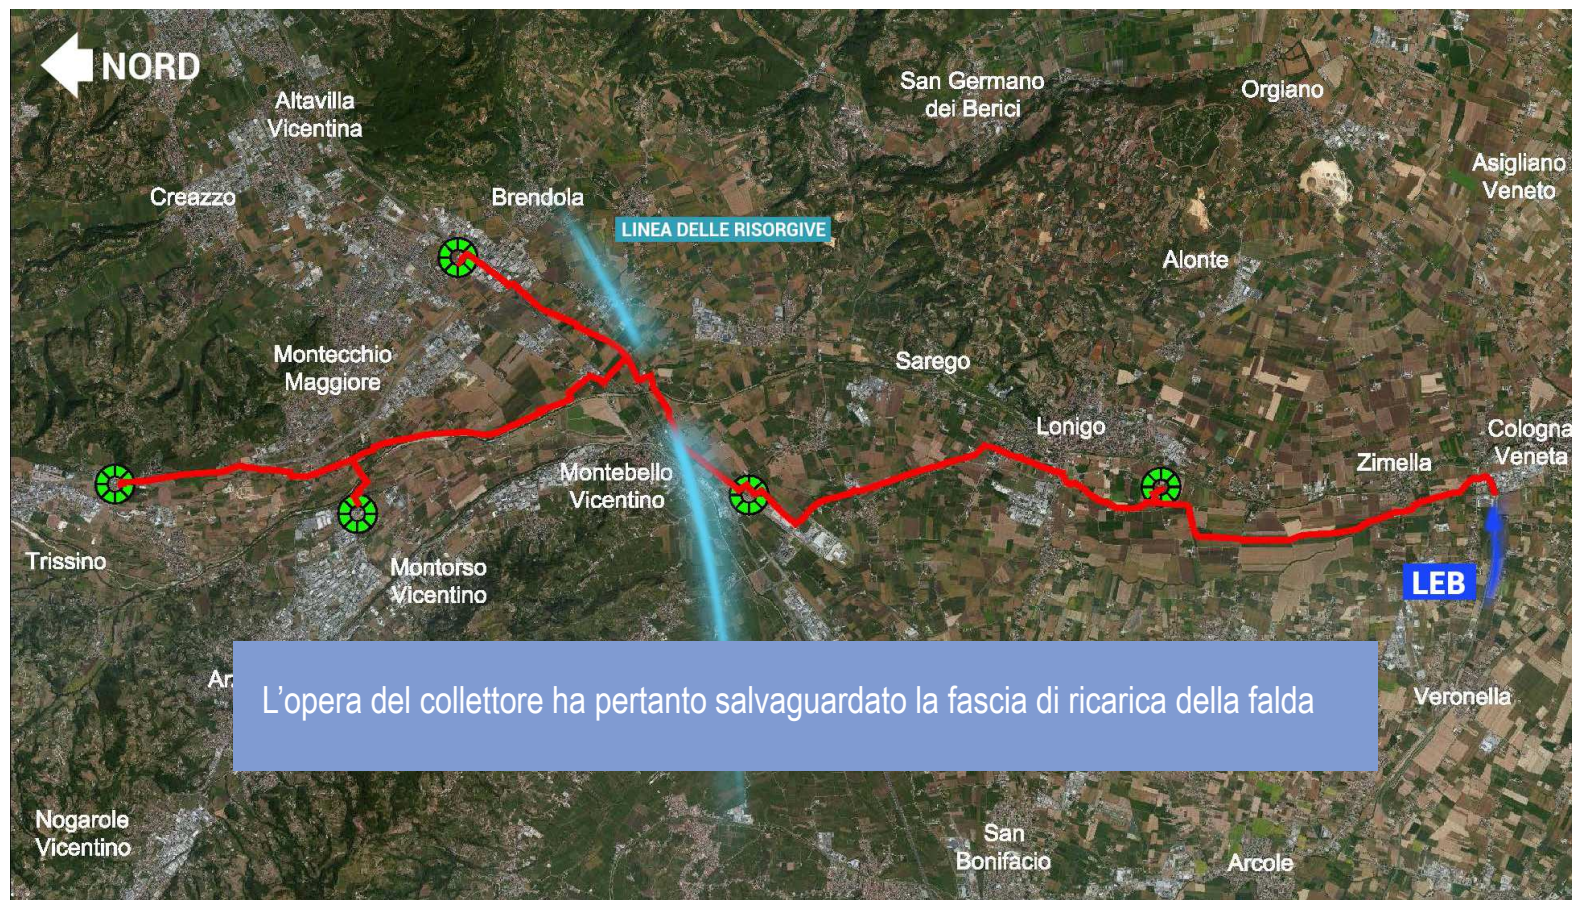 NORD
Altavilla
Vicentina
San Germano
dei Berici
Orgiano
Asigliano
Veneto
Creazzo
Brendola
LINEA DELLE RISORGIVE
Alonte
Montecchio
Maggiore
Sarego
Lonigo
Cologna
Veneta
Zimella
Montebello
Vicentino
Trissino
Montorso
Vicentino
LEB
Ar
L’opera del collettore ha pertanto salvaguardato la fascia di ricarica della falda
Veronella
Nogarole
Vicentino
San
Bonifacio
Arcole